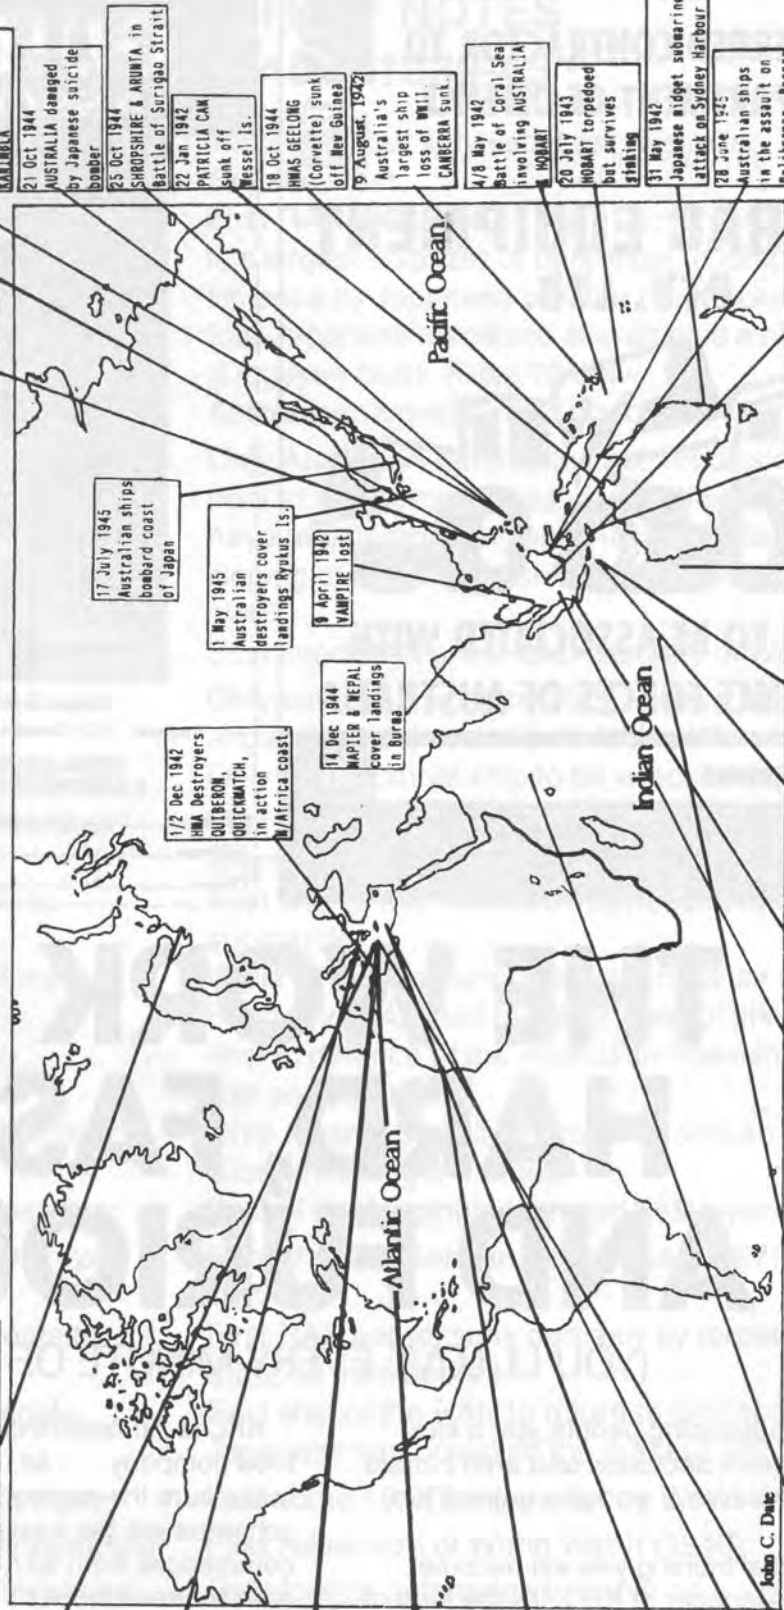 KANIMBLA
21 Oct 1944
AUSTRALIA damaged
by Japanese suicide
bomber
25 Oct 1944
SHROPSHIRE & ARUNTA in
Battle of Surigao Strait
22 Jan 1942
PATRICIA CAM
sunk off
Wessel Is.
18 Oct 1944
HMAS GEELONG
(Corvette) sunk
off New Guinea
9 August, 1942
Australia's
largest ship
loss of WWII
CANBERRA sunk.
4/8 May 1942
Battle of Coral Sea
involving AUSTRALIA
& HOBART
20 July 1943
HOBART torpedoed
but survives
sinking
31 May 1942
Japanese midget submarine
attack on Sydney Harbour
28 June 1945
Australian ships
in the assault on
17 July 1945
Australian ships
bombard coast
of Japan
1 May 1945
Australian
destroyers cover
landings Ryukus Is.
9 April 1942
VAMPIRE lost
1/2 Dec 1942
HMA Destroyers
QUIBERON,
QUICKMATCH,
in action
N/Africa coast.
14 Dec 1944
NAPIER & NEPAL
cover landings
in Burma
Pacific Ocean
Indian Ocean
Atlantic Ocean
John C. Date